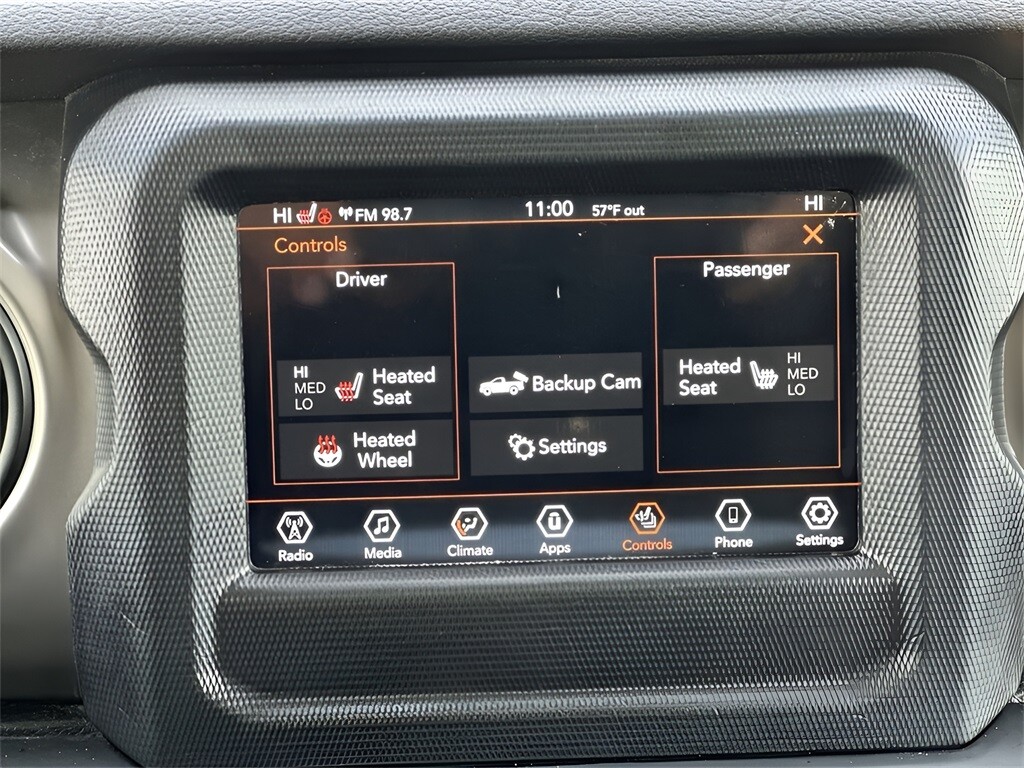 HI FM 98.7 11:00 57°F out HI
Controls
Driver
HI
MED
LO
Heated
Seat
Heated
Wheel
Backup Cam
Settings
Passenger
Heated
Seat
HI
MED
LO
Radio
Media
Climate
Apps
Controls
Phone
Settings